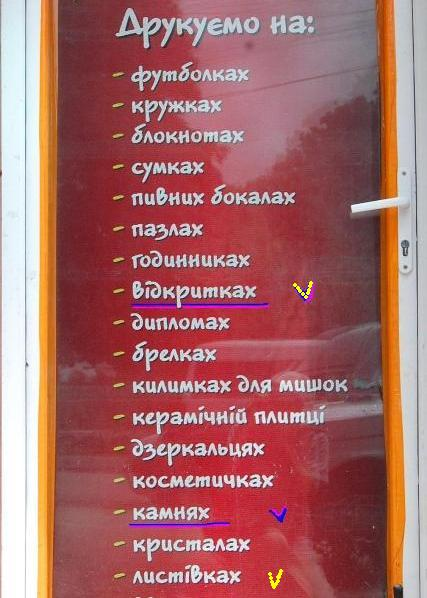 Друкуємо на:
- футболках
- кружках
- блокнотах
- сумках
- пивних бокалах
- пазлах
- годинниках
- відкритках
- дипломах
- брелках
- килимках для мишок
- керамічній плитці
- дзеркальцях
- косметичках
- камнях
- кристалах
- листівках